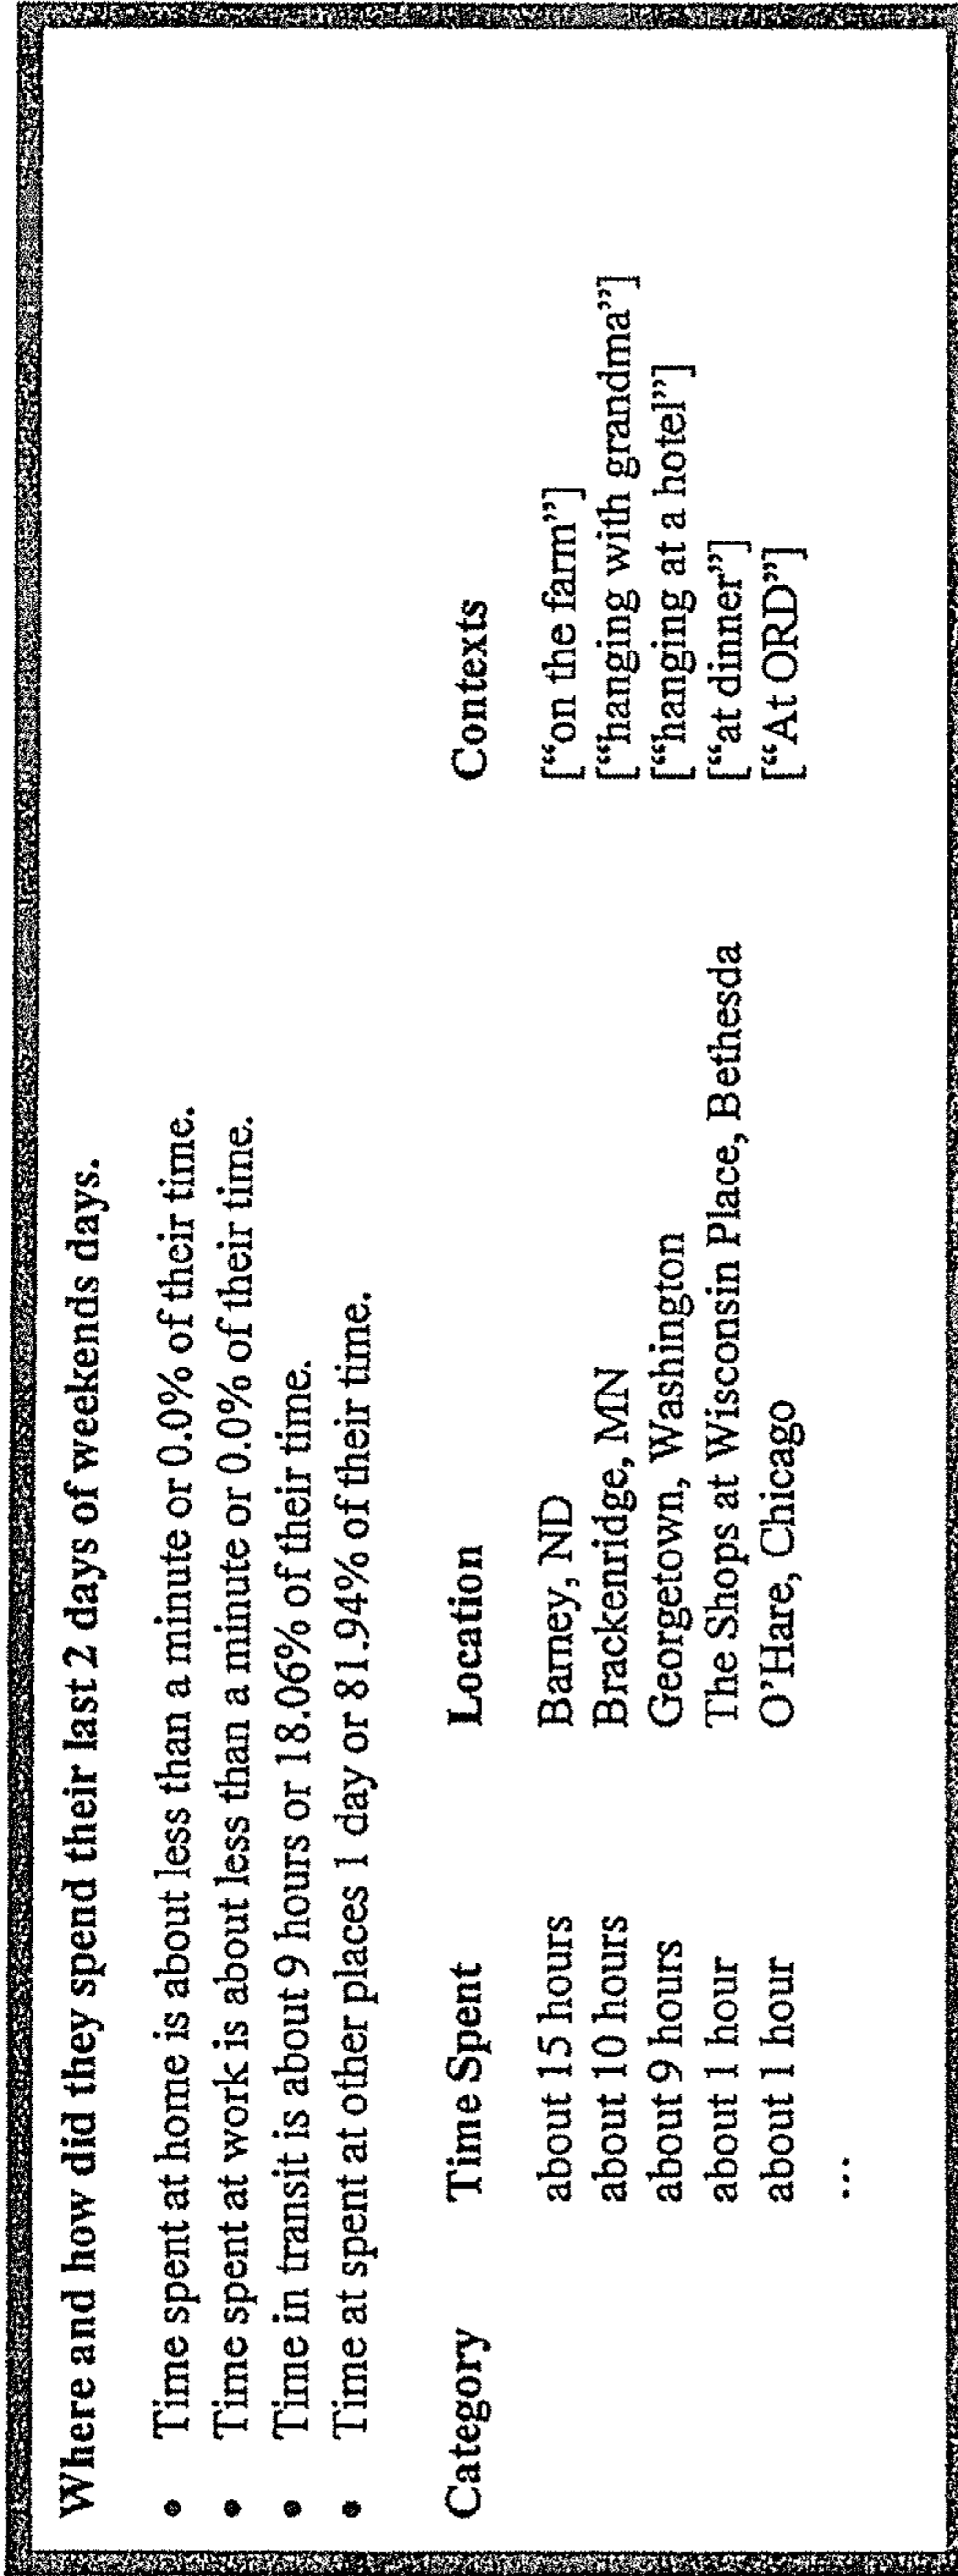 Where and how did they spend their last 2 days of weekends days.
• Time spent at home is about less than a minute or 0.0% of their time.
• Time spent at work is about less than a minute or 0.0% of their time.
• Time in transit is about 9 hours or 18.06% of their time.
• Time at spent at other places 1 day or 81.94% of their time.
Category Time Spent Location Contexts
about 15 hours Barney, ND ["on the farm"]
about 10 hours Brackenridge, MN ["hanging with grandma"]
about 9 hours Georgetown, Washington ["hanging at a hotel"]
about 1 hour The Shops at Wisconsin Place, Bethesda ["at dinner"]
about 1 hour O'Hare, Chicago ["At ORD"]
...